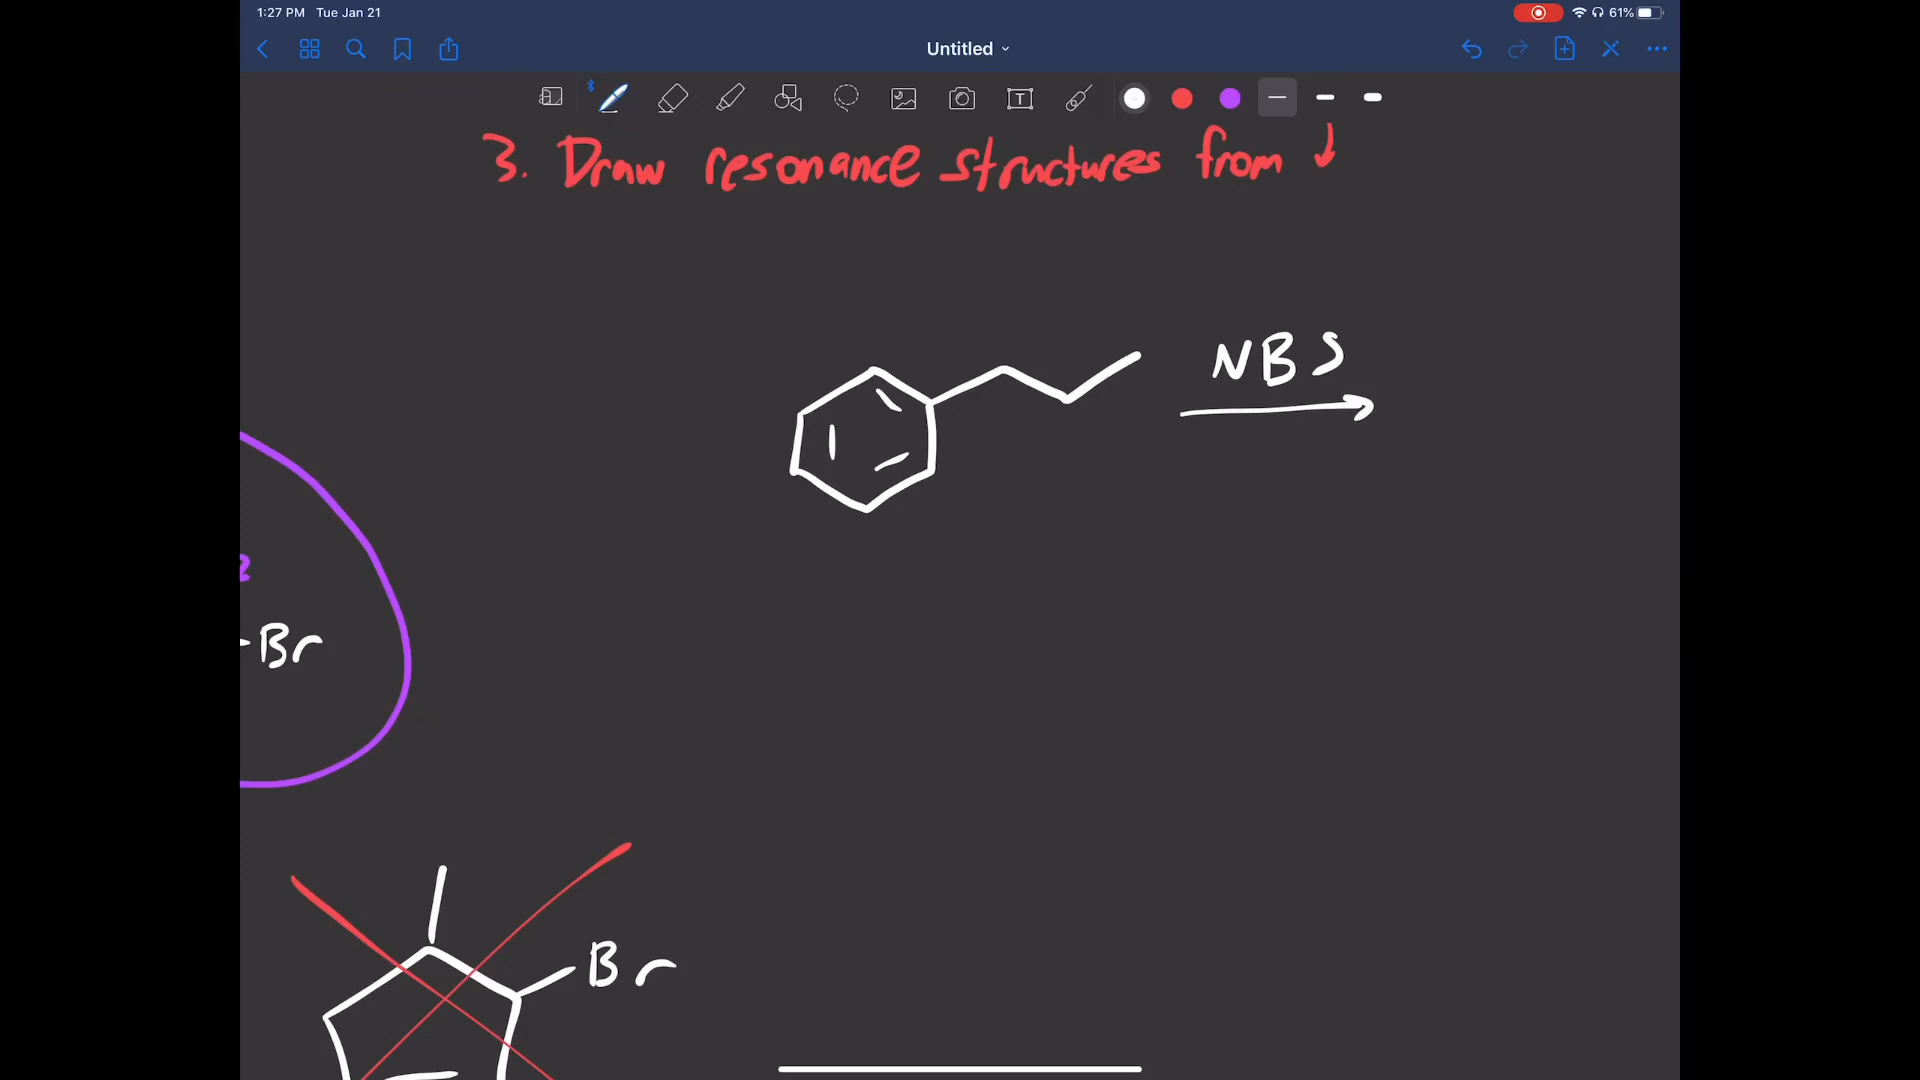 1:27 PM Tue Jan 21
61%
Untitled
T
3. Draw resonance structures from ↓
NBS
Br
Br